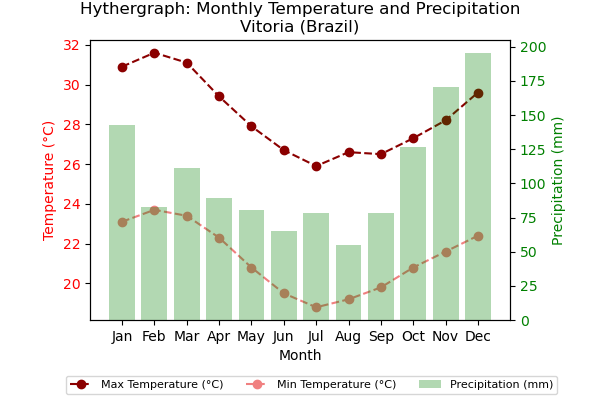 Hythergraph: Monthly Temperature and Precipitation
Vitoria (Brazil)
32
30
28
26
24
22
20
Temperature (°C)
200
175
150
125
100
75
50
25
0
Precipitation (mm)
Jan Feb Mar Apr May Jun Jul Aug Sep Oct Nov Dec
Month
Max Temperature (°C) Min Temperature (°C) Precipitation (mm)